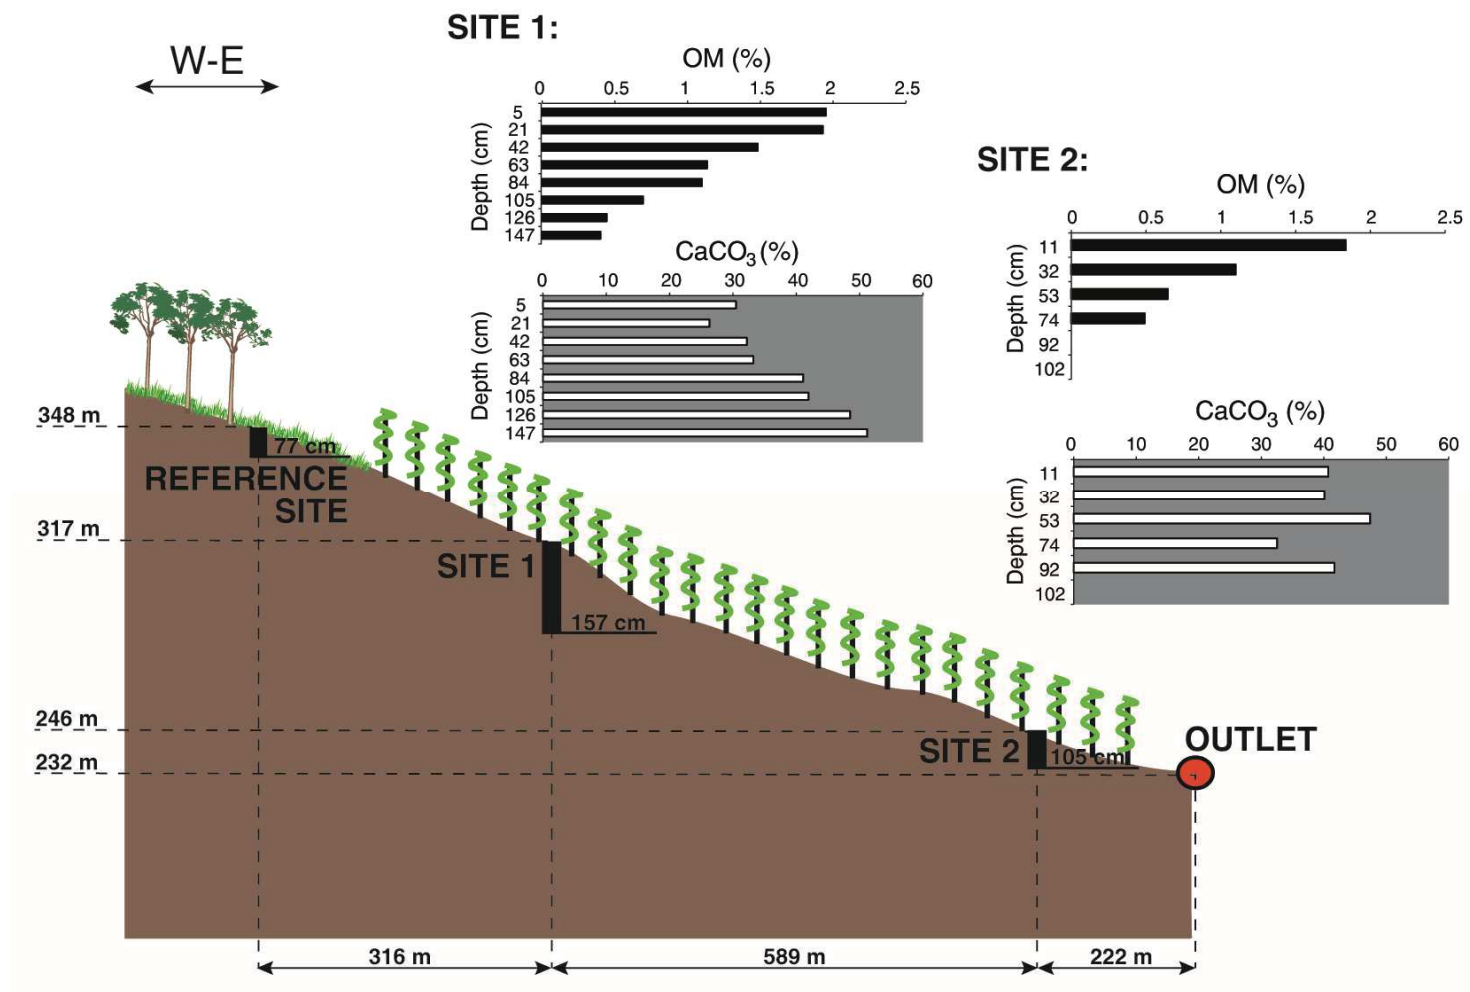 SITE 1:
W-E
OM (%)
0 0.5 1 1.5 2 2.5
Depth (cm)
5
21
42
63
84
105
126
147
CaCO3 (%)
0 10 20 30 40 50 60
Depth (cm)
5
21
42
63
84
105
126
147
SITE 2:
OM (%)
0 0.5 1 1.5 2 2.5
Depth (cm)
11
32
53
74
92
102
CaCO3 (%)
0 10 20 30 40 50 60
Depth (cm)
11
32
53
74
92
102
348 m
77 cm
REFERENCE
SITE
317 m
SITE 1
157 cm
246 m
SITE 2
105 cm
OUTLET
232 m
316 m
589 m
222 m